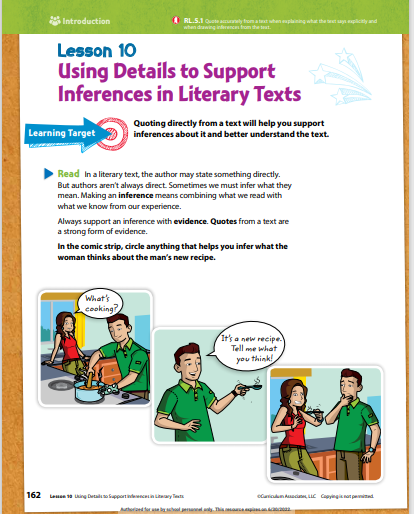 Introduction
RL.5.1 Quote accurately from a text when explaining what the text says explicitly and
when drawing inferences from the text.
Lesson 10
Using Details to Support
Inferences in Literary Texts
Learning Target
Quoting directly from a text will help you support
inferences about it and better understand the text.
Read In a literary text, the author may state something directly.
But authors aren't always direct. Sometimes we must infer what they
mean. Making an inference means combining what we read with
what we know from our experience.
Always support an inference with evidence. Quotes from a text are
a strong form of evidence.
In the comic strip, circle anything that helps you infer what the
woman thinks about the man's new recipe.
What's
cooking?
It's a new recipe.
Tell me what
you think!
162 Lesson 10 Using Details to Support Inferences in Literary Texts
©Curriculum Associates, LLC Copying is not permitted.
Authorized for use by school personnel only. This resource expires on 6/30/2023.